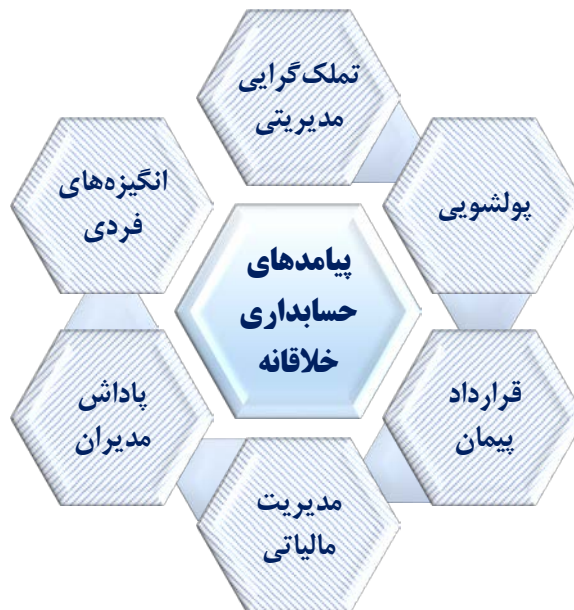 تملک‌گرایی
مدیریتی
پولشویی
قرارداد
پیمان
مدیریت
مالیاتی
پاداش
مدیران
انگیزه‌های
فردی
پیامدهای
حسابداری
خلاقانه